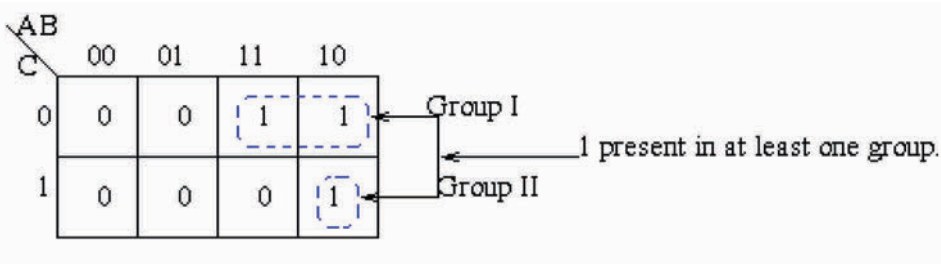 AB
C
00 01 11 10
0 0 0 1 1 Group I
1 present in at least one group.
1 0 0 0 1 Group II